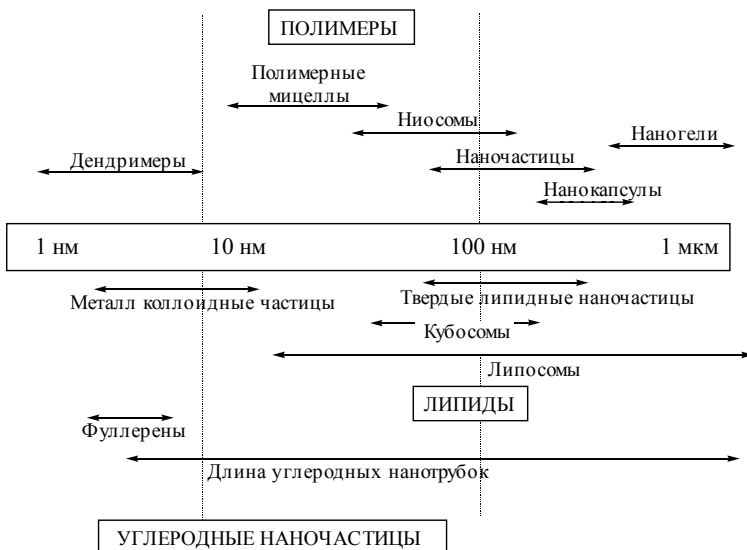 ПОЛИМЕРЫ
Полимерные
мицеллы
Ниосомы
Наногели
Дендримеры
Наночастицы
Нанокапсулы
1 нм 10 нм 100 нм 1 мкм
Металл коллоидные частицы
Твердые липидные наночастицы
Кубосомы
Липосомы
ЛИПИДЫ
Фуллерены
Длина углеродных нанотрубок
УГЛЕРОДНЫЕ НАНОЧАСТИЦЫ